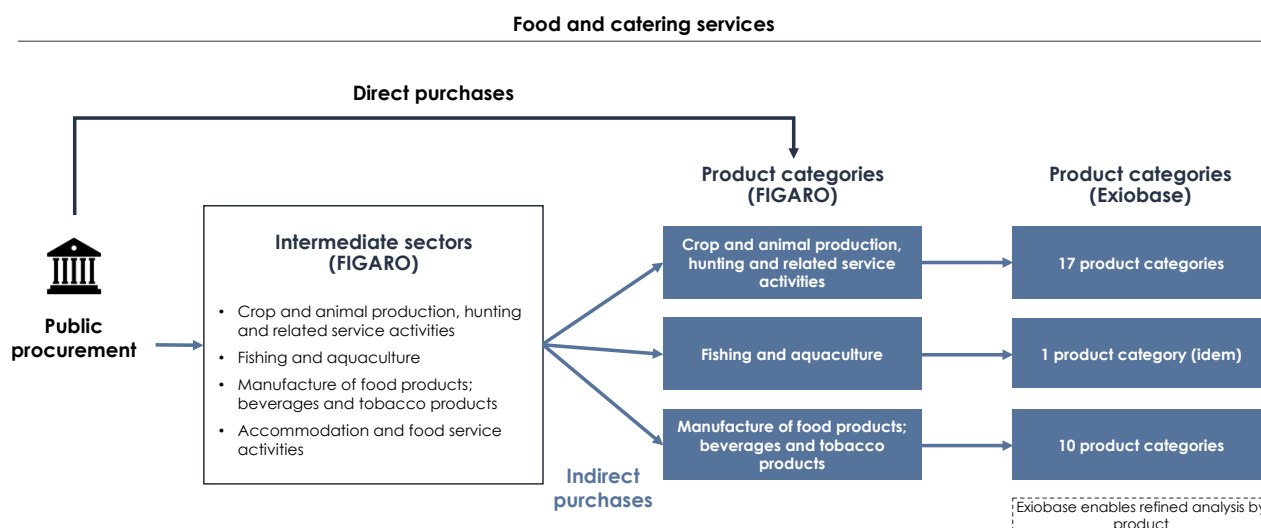 Food and catering services
Direct purchases
Product categories
(FIGARO)
Product categories
(Exiobase)
Intermediate sectors
(FIGARO)
• Crop and animal production, hunting
and related service activities
• Fishing and aquaculture
• Manufacture of food products;
beverages and tobacco products
• Accommodation and food service
activities
Public
procurement
Crop and animal production,
hunting and related service
activities
17 product categories
Fishing and aquaculture
1 product category (idem)
Manufacture of food products;
beverages and tobacco
products
10 product categories
Indirect
purchases
Exiobase enables refined analysis by
product